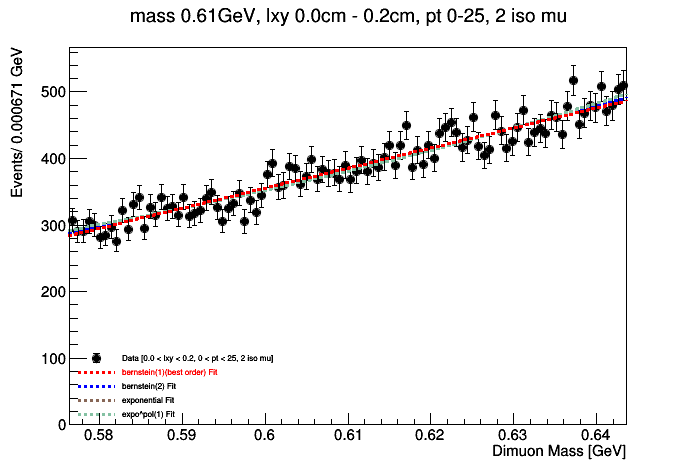 mass 0.61GeV, lxy 0.0cm - 0.2cm, pt 0-25, 2 iso mu
Events/ 0.000671 GeV
500
400
300
200
100
0
Data [0.0 < lxy < 0.2, 0 < pt < 25, 2 iso mu]
bernstein(1)(best order) Fit
bernstein(2) Fit
exponential Fit
expo^pol(1) Fit
0.58 0.59 0.6 0.61 0.62 0.63 0.64
Dimuon Mass [GeV]